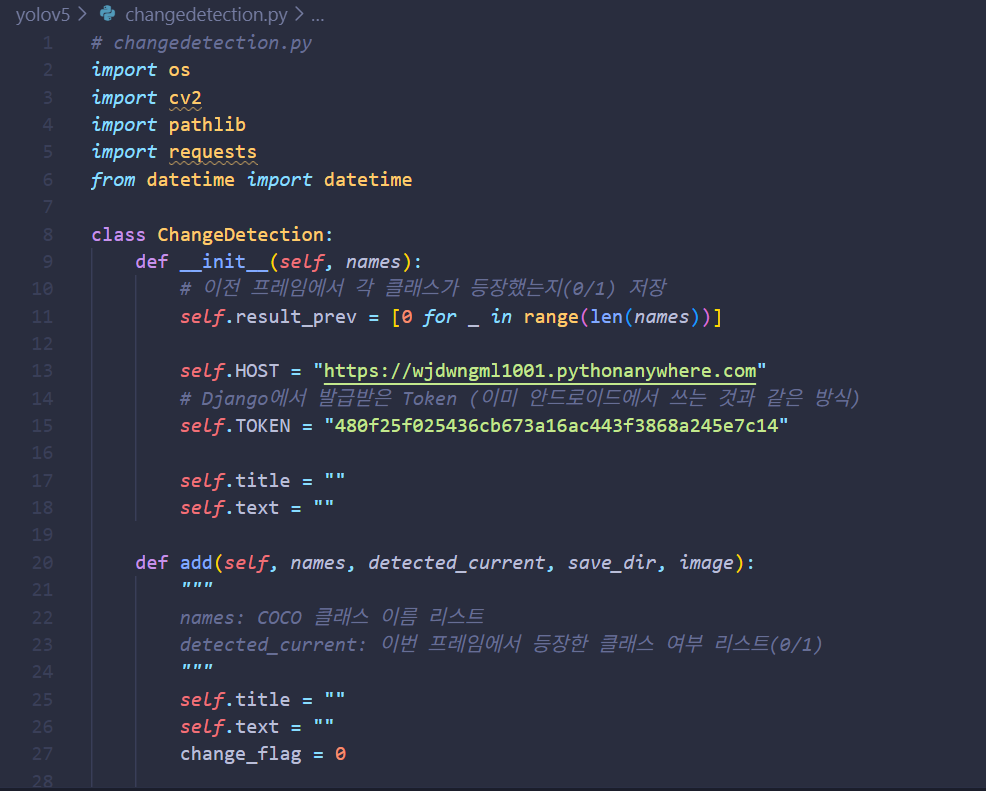 yolov5 > changedetection.py > ...
1 # changedetection.py
2 import os
3 import cv2
4 import pathlib
5 import requests
6 from datetime import datetime
7
8 class ChangeDetection:
9 def __init__(self, names):
10 # 이전 프레임에서 각 클래스가 등장했는지(0/1) 저장
11 self.result_prev = [0 for _ in range(len(names))]
12
13 self.HOST = "https://wjdwngml1001.pythonanywhere.com"
14 # Django에서 발급받은 Token (이미 안드로이드에서 쓰는 것과 같은 방식)
15 self.TOKEN = "480f25f025436cb673a16ac443f3868a245e7c14"
16
17 self.title = ""
18 self.text = ""
19
20 def add(self, names, detected_current, save_dir, image):
21 """
22 names: COCO 클래스 이름 리스트
23 detected_current: 이번 프레임에서 등장한 클래스 여부 리스트(0/1)
24 """
25 self.title = ""
26 self.text = ""
27 change_flag = 0
28